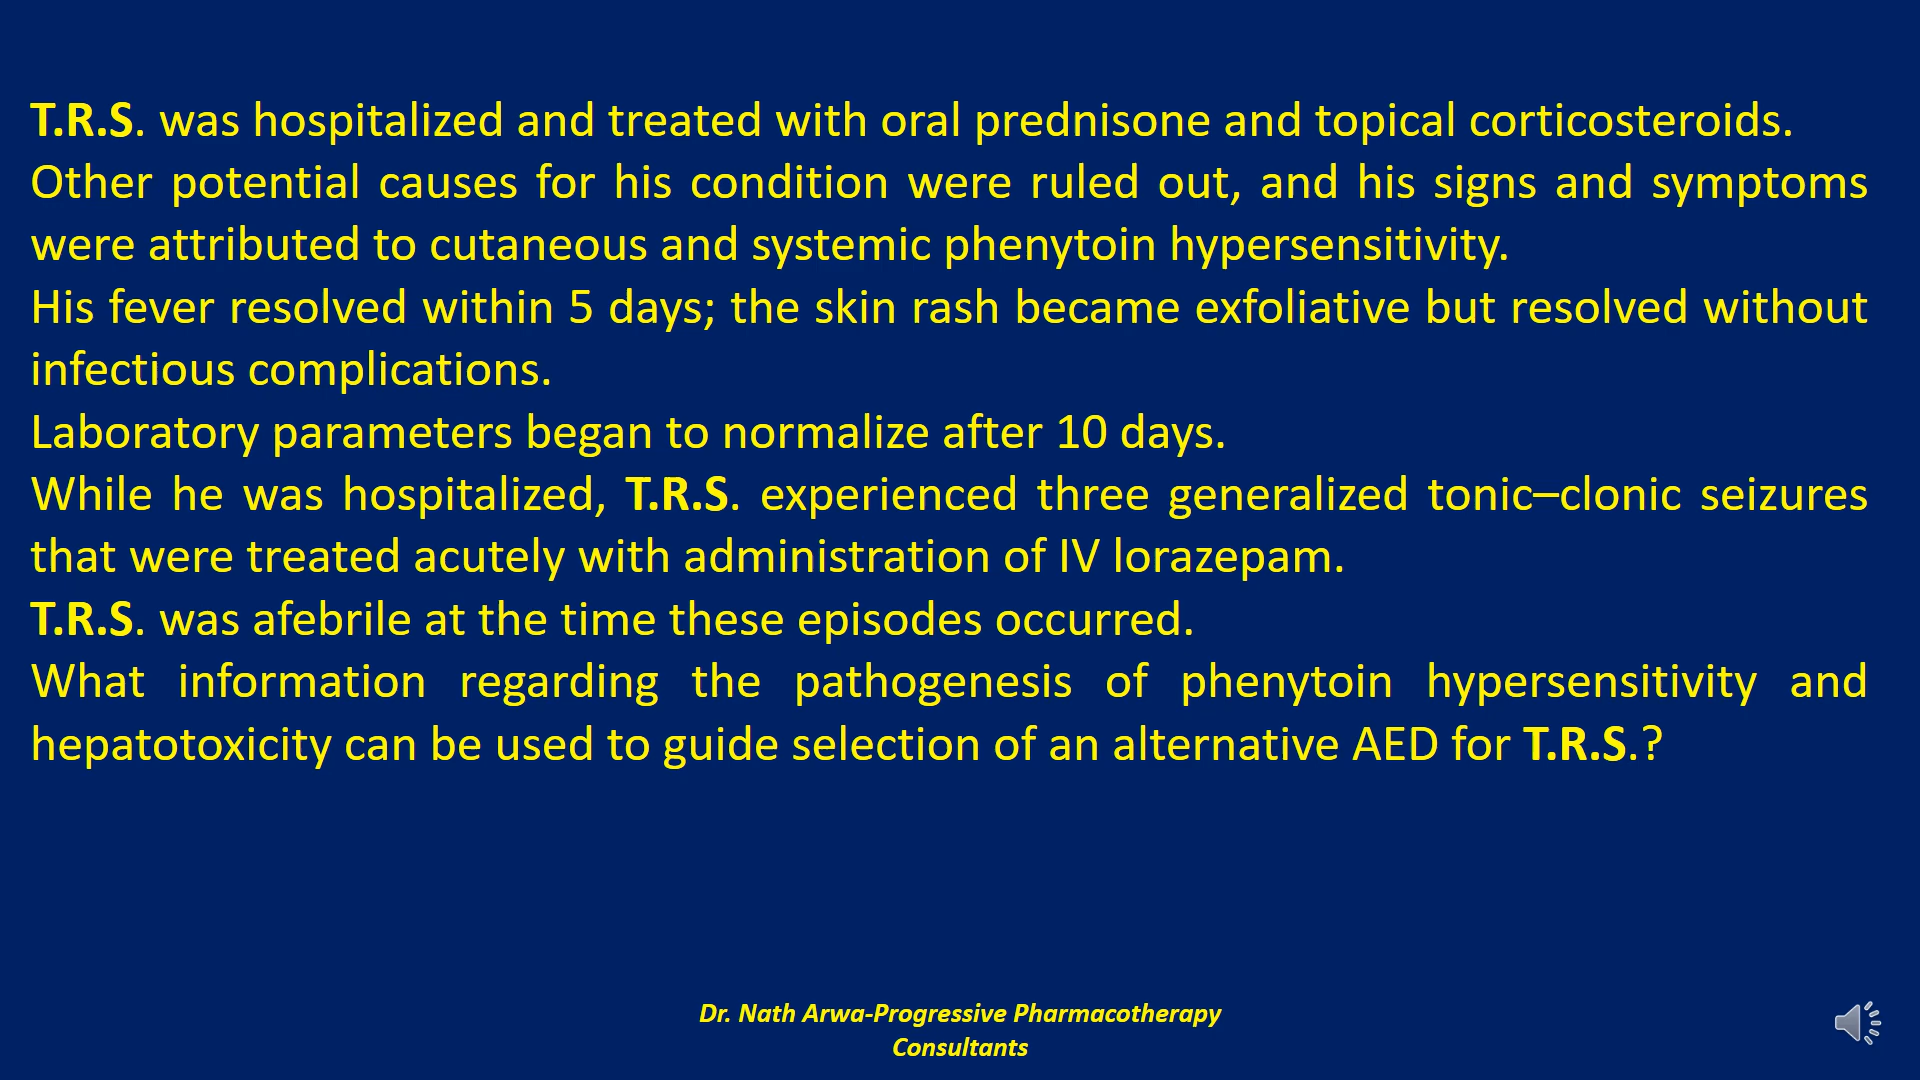 T.R.S. was hospitalized and treated with oral prednisone and topical corticosteroids.
Other potential causes for his condition were ruled out, and his signs and symptoms
were attributed to cutaneous and systemic phenytoin hypersensitivity.
His fever resolved within 5 days; the skin rash became exfoliative but resolved without
infectious complications.
Laboratory parameters began to normalize after 10 days.
While he was hospitalized, T.R.S. experienced three generalized tonic–clonic seizures
that were treated acutely with administration of IV lorazepam.
T.R.S. was afebrile at the time these episodes occurred.
What information regarding the pathogenesis of phenytoin hypersensitivity and
hepatotoxicity can be used to guide selection of an alternative AED for T.R.S.?
Dr. Nath Arwa-Progressive Pharmacotherapy
Consultants